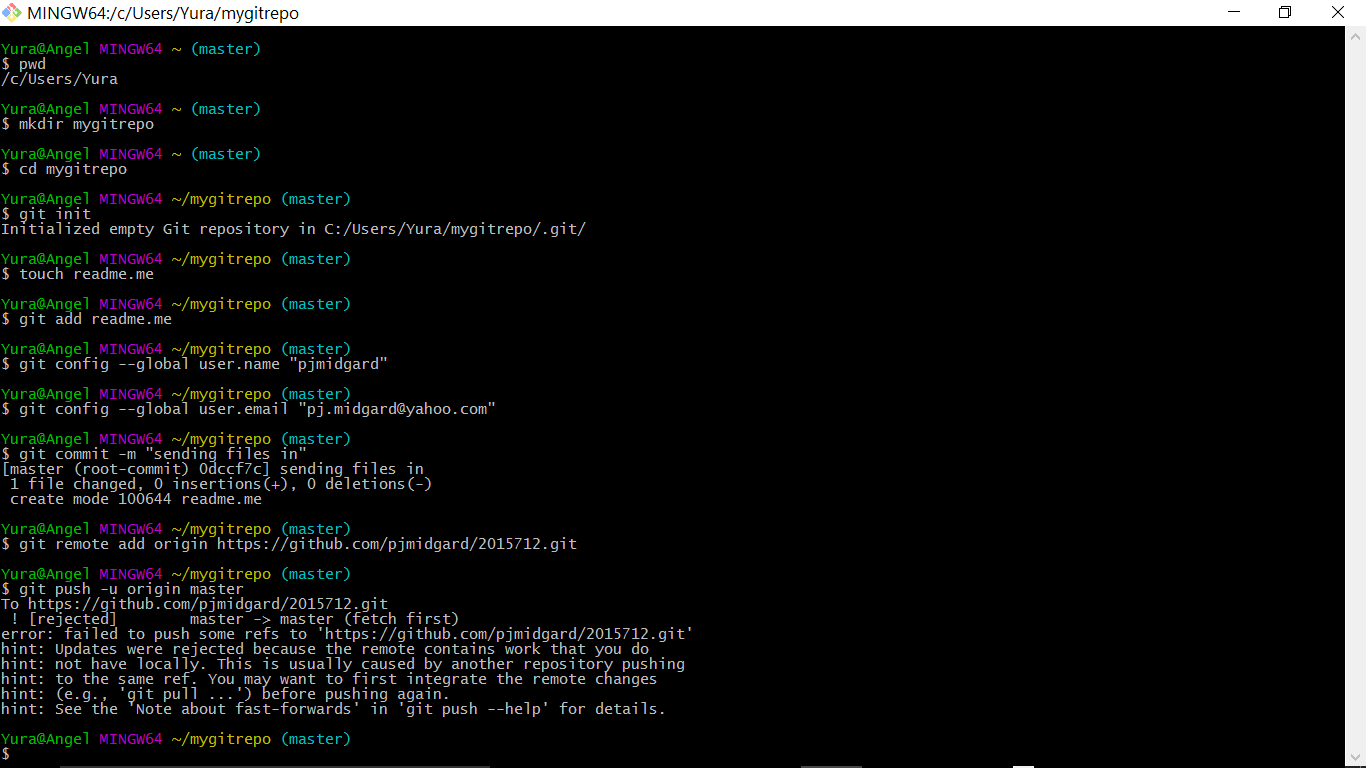 MINGW64:/c/Users/Yura/mygitrepo
Yura@Angel MINGW64 ~ (master)
$ pwd
/c/Users/Yura
Yura@Angel MINGW64 ~ (master)
$ mkdir mygitrepo
Yura@Angel MINGW64 ~ (master)
$ cd mygitrepo
Yura@Angel MINGW64 ~/mygitrepo (master)
$ git init
Initialized empty Git repository in C:/Users/Yura/mygitrepo/.git/
Yura@Angel MINGW64 ~/mygitrepo (master)
$ touch readme.me
Yura@Angel MINGW64 ~/mygitrepo (master)
$ git add readme.me
Yura@Angel MINGW64 ~/mygitrepo (master)
$ git config --global user.name "pjmidgard"
Yura@Angel MINGW64 ~/mygitrepo (master)
$ git config --global user.email "pj.midgard@yahoo.com"
Yura@Angel MINGW64 ~/mygitrepo (master)
$ git commit -m "sending files in"
[master (root-commit) 0dccf7c] sending files in
 1 file changed, 0 insertions(+), 0 deletions(-)
 create mode 100644 readme.me
Yura@Angel MINGW64 ~/mygitrepo (master)
$ git remote add origin https://github.com/pjmidgard/2015712.git
Yura@Angel MINGW64 ~/mygitrepo (master)
$ git push -u origin master
To https://github.com/pjmidgard/2015712.git
 ! [rejected]        master -> master (fetch first)
error: failed to push some refs to 'https://github.com/pjmidgard/2015712.git'
hint: Updates were rejected because the remote contains work that you do
hint: not have locally. This is usually caused by another repository pushing
hint: to the same ref. You may want to first integrate the remote changes
hint: (e.g., 'git pull ...') before pushing again.
hint: See the 'Note about fast-forwards' in 'git push --help' for details.
Yura@Angel MINGW64 ~/mygitrepo (master)
$